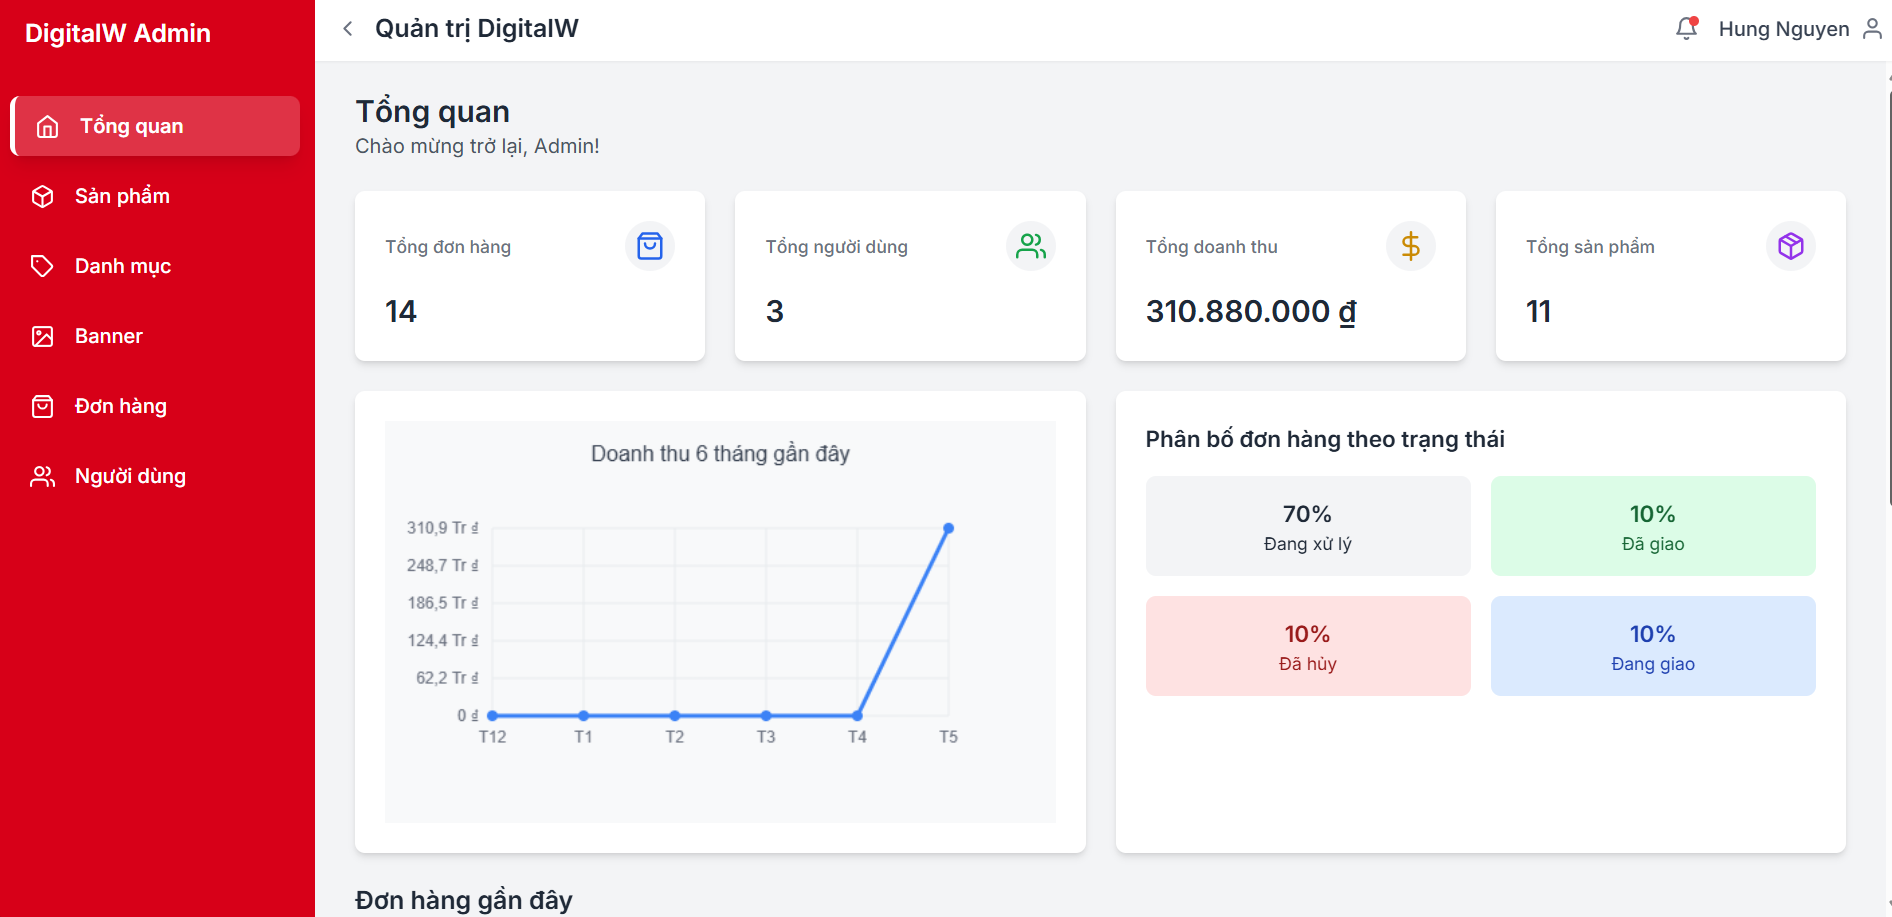 DigitalW Admin
Tổng quan
Sản phẩm
Danh mục
Banner
Đơn hàng
Người dùng
Quản trị DigitalW
Hung Nguyen
Tổng quan
Chào mừng trở lại, Admin!
Tổng đơn hàng
14
Tổng người dùng
3
Tổng doanh thu
310.880.000 ₫
Tổng sản phẩm
11
Doanh thu 6 tháng gần đây
310,9 Tr ₫
248,7 Tr ₫
186,5 Tr ₫
124,4 Tr ₫
62,2 Tr ₫
0 ₫
T12 T1 T2 T3 T4 T5
Phân bố đơn hàng theo trạng thái
70%
Đang xử lý
10%
Đã giao
10%
Đã hủy
10%
Đang giao
Đơn hàng gần đây